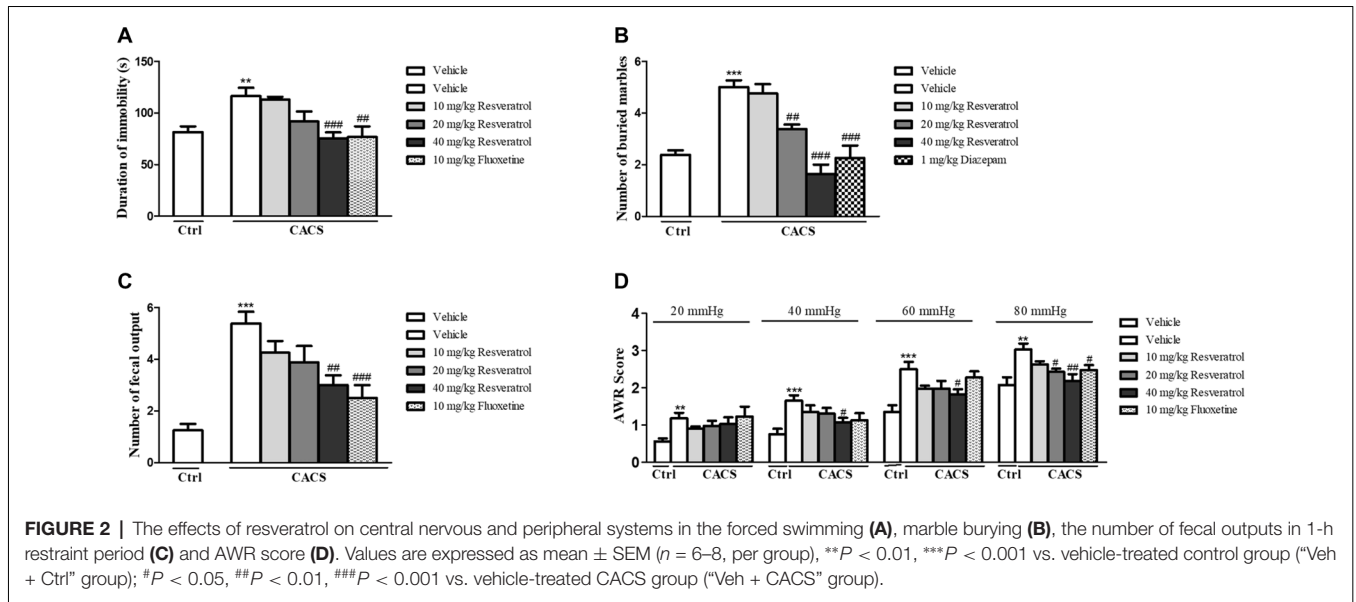 A
Duration of immobility (s)
150
100
50
0
**
###
##
Ctrl
CACS
Vehicle
Vehicle
10 mg/kg Resveratrol
20 mg/kg Resveratrol
40 mg/kg Resveratrol
10 mg/kg Fluoxetine
B
Number of buried marbles
6
4
2
0
***
##
###
###
Ctrl
CACS
Vehicle
Vehicle
10 mg/kg Resveratrol
20 mg/kg Resveratrol
40 mg/kg Resveratrol
1 mg/kg Diazepam
C
Number of fecal output
6
4
2
0
***
##
###
Ctrl
CACS
Vehicle
Vehicle
10 mg/kg Resveratrol
20 mg/kg Resveratrol
40 mg/kg Resveratrol
10 mg/kg Fluoxetine
D
AWR Score
4
3
2
1
0
20 mmHg
40 mmHg
60 mmHg
80 mmHg
**
***
#
***
#
**
#
##
#
Ctrl
CACS
Ctrl
CACS
Ctrl
CACS
Ctrl
CACS
Vehicle
Vehicle
10 mg/kg Resveratrol
20 mg/kg Resveratrol
40 mg/kg Resveratrol
10 mg/kg Fluoxetine
FIGURE 2 | The effects of resveratrol on central nervous and peripheral systems in the forced swimming (A), marble burying (B), the number of fecal outputs in 1-h
restraint period (C) and AWR score (D). Values are expressed as mean ± SEM (n = 6–8, per group), **P < 0.01, ***P < 0.001 vs. vehicle-treated control group (“Veh
+ Ctrl” group); #P < 0.05, ##P < 0.01, ###P < 0.001 vs. vehicle-treated CACS group (“Veh + CACS” group).